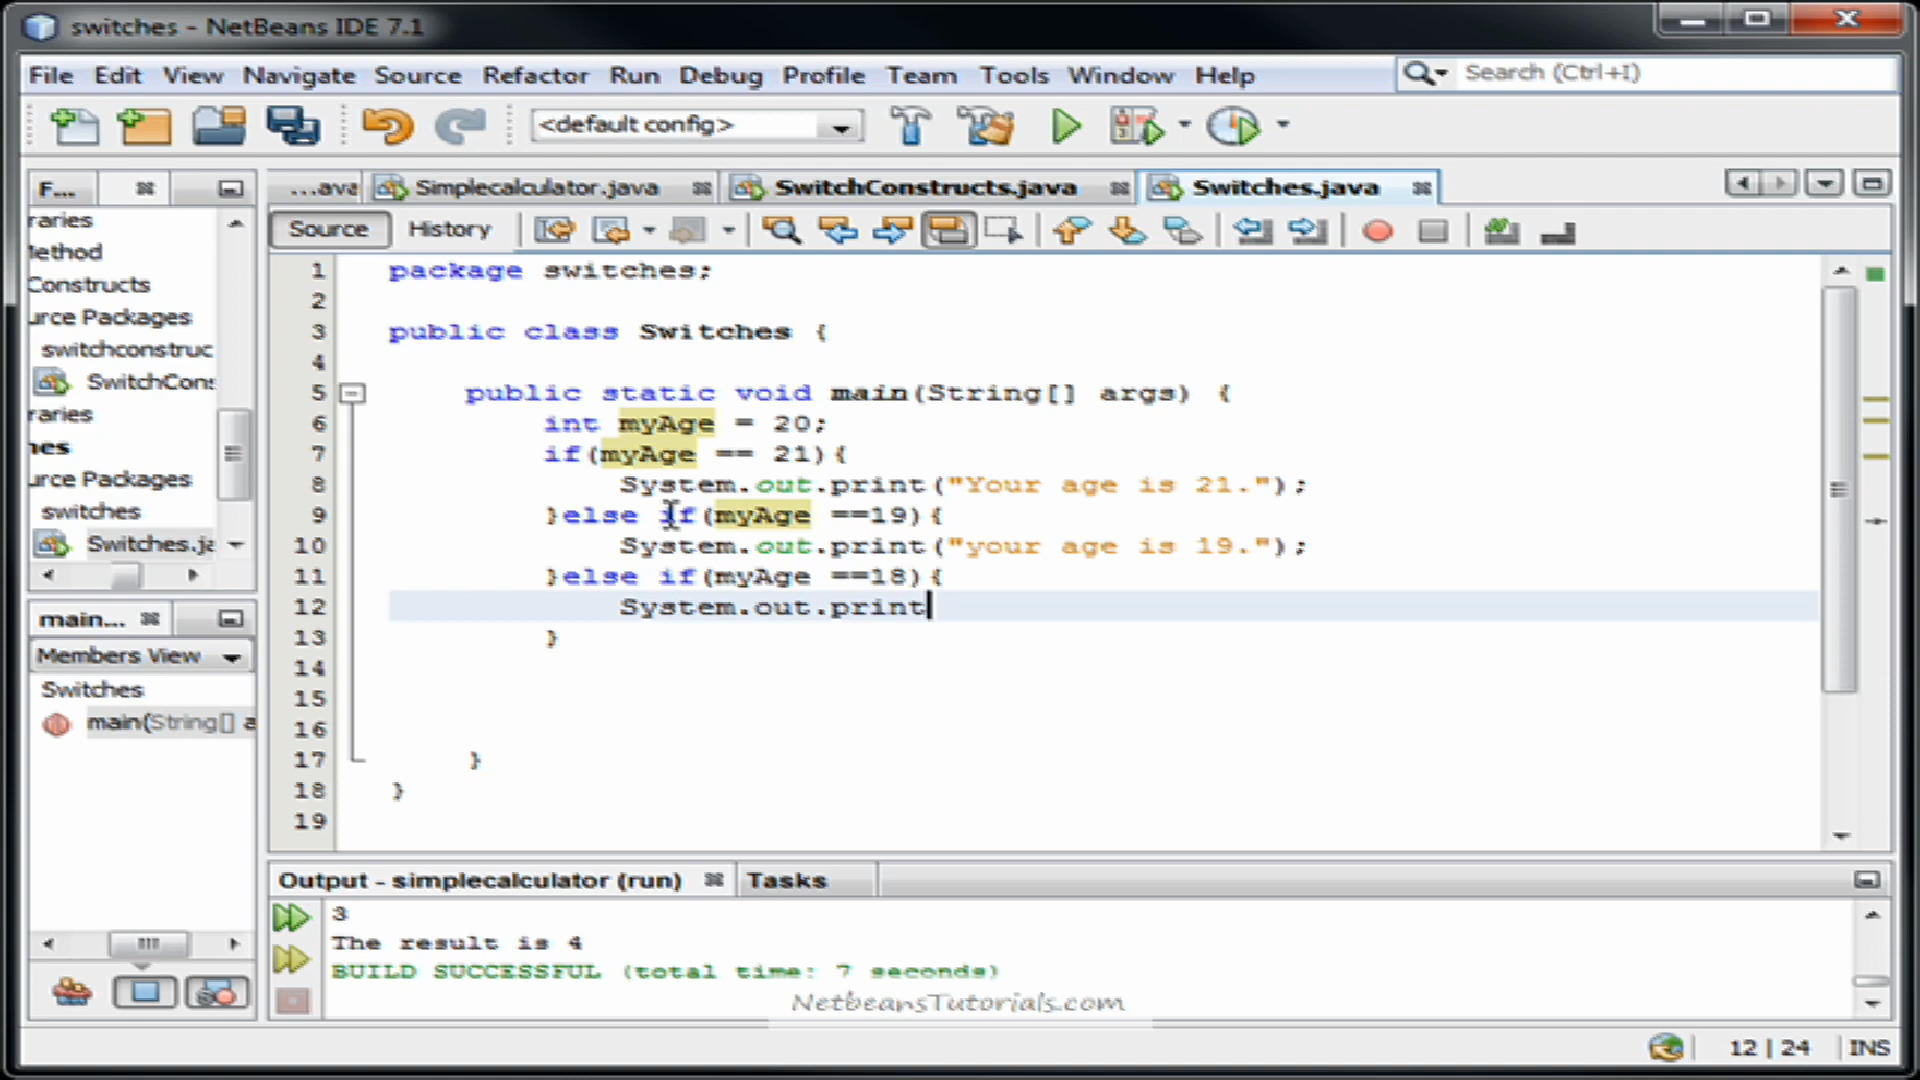 switches - NetBeans IDE 7.1
File Edit View Navigate Source Refactor Run Debug Profile Team Tools Window Help
Search (Ctrl+I)
<default config>
F...
...ava Simplecalculator.java SwitchConstructs.java Switches.java
Source History
raries
Method
Constructs
urce Packages
switchconstruc
SwitchCons
raries
hes
urce Packages
switches
Switches.ja
main...
Members View
Switches
main(String[] a
1 package switches;
2
3 public class Switches {
4
5 public static void main(String[] args) {
6 int myAge = 20;
7 if(myAge == 21){
8 System.out.print("Your age is 21.");
9 }else if(myAge ==19){
10 System.out.print("your age is 19.");
11 }else if(myAge ==18){
12 System.out.print
13 }
14
15
16
17 }
18 }
19
Output - simplecalculator (run) Tasks
3
The result is 4
BUILD SUCCESSFUL (total time: 7 seconds)
NetbeansTutorials.com
12 | 24 INS